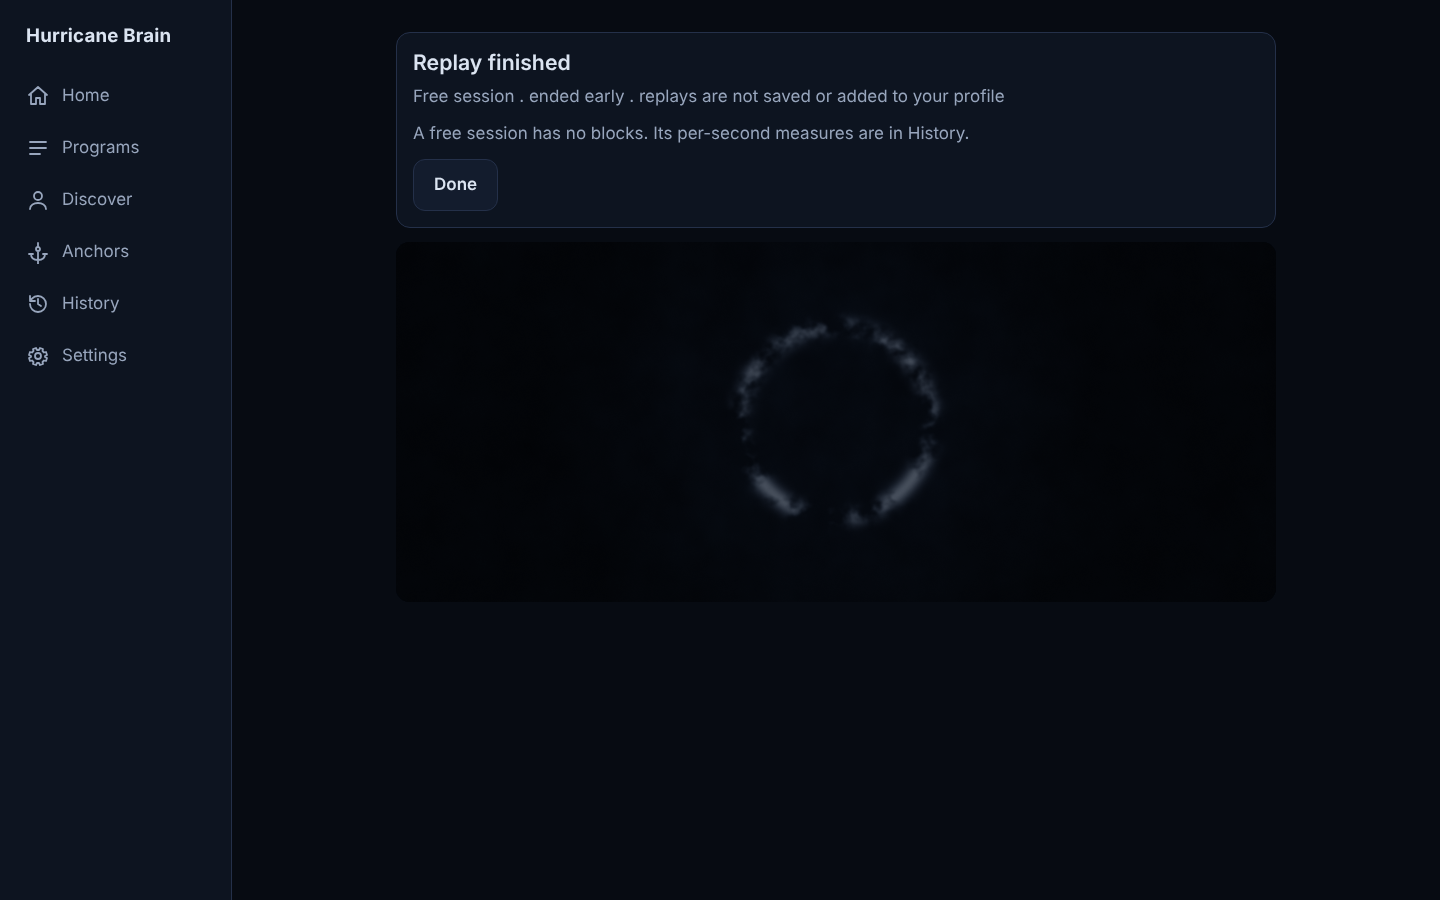 Hurricane Brain
Home
Programs
Discover
Anchors
History
Settings
Replay finished
Free session . ended early . replays are not saved or added to your profile
A free session has no blocks. Its per-second measures are in History.
Done